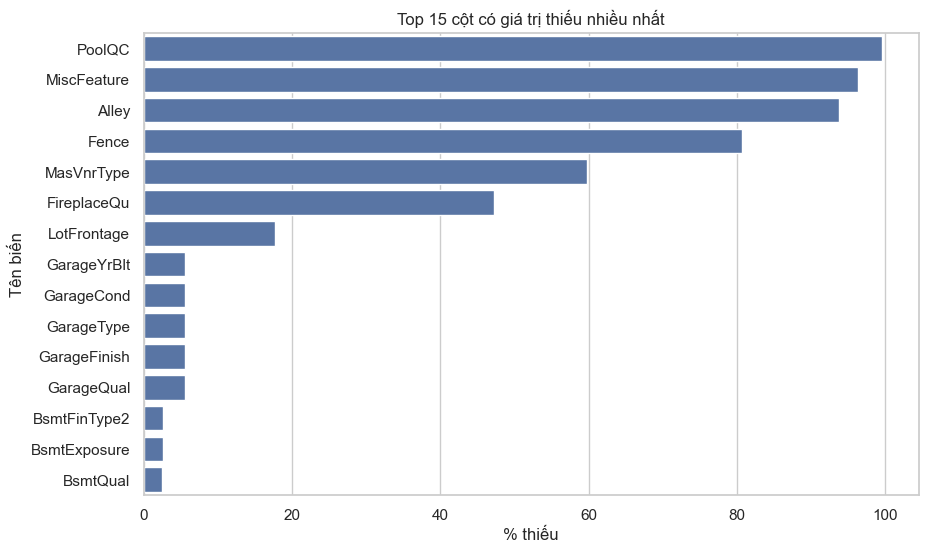 Top 15 cột có giá trị thiếu nhiều nhất
Tên biến
PoolQC
MiscFeature
Alley
Fence
MasVnrType
FireplaceQu
LotFrontage
GarageYrBlt
GarageCond
GarageType
GarageFinish
GarageQual
BsmtFinType2
BsmtExposure
BsmtQual
0 20 40 60 80 100
% thiếu